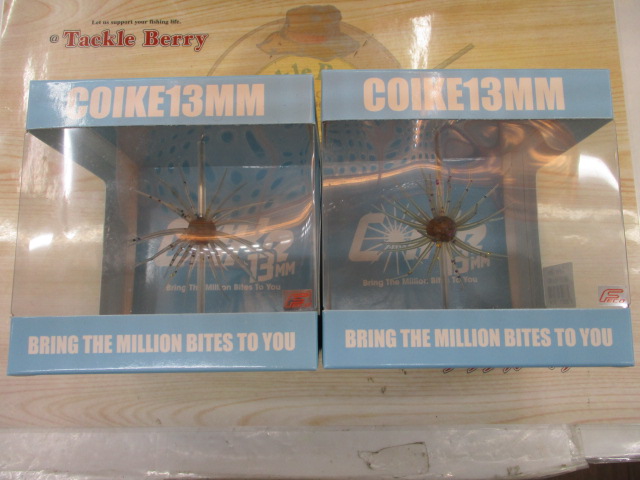 Let us support your fishing life.
@ Tackle Berry
COIKE13MM
COIKE13MM
13MM
Bring The Million Bites To You
13MM
Bring The Million Bites To You
FECO
BRING THE MILLION BITES TO YOU
BRING THE MILLION BITES TO YOU